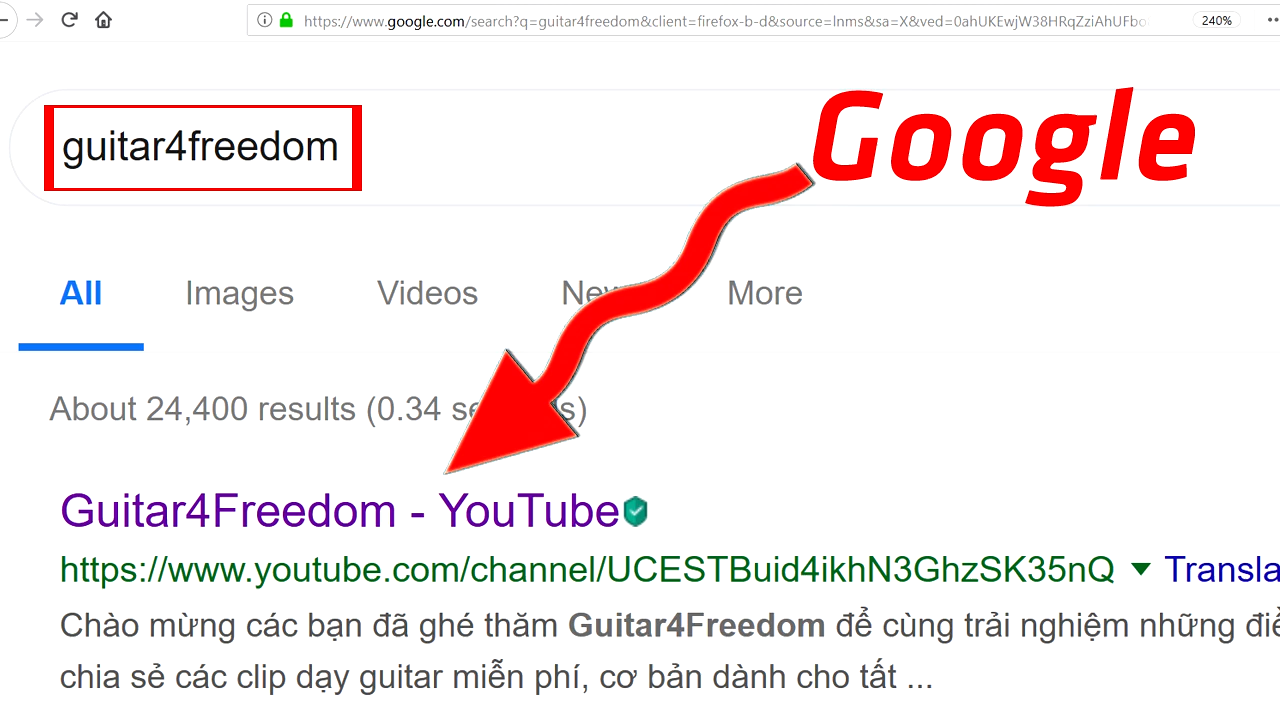 https://www.google.com/search?q=guitar4freedom&client=firefox-b-d&source=lnms&sa=X&ved=0ahUKEwjW38HRqZziAhUFbo
240%
guitar4freedom
Google
All Images Videos More
About 24,400 results (0.34
Guitar4Freedom - YouTube
https://www.youtube.com/channel/UCESTBuid4ikhN3GhzSK35nQ Transla
Chào mừng các bạn đã ghé thăm Guitar4Freedom để cùng trải nghiệm những điề
chia sẻ các clip dạy guitar miễn phí, cơ bản dành cho tất ...